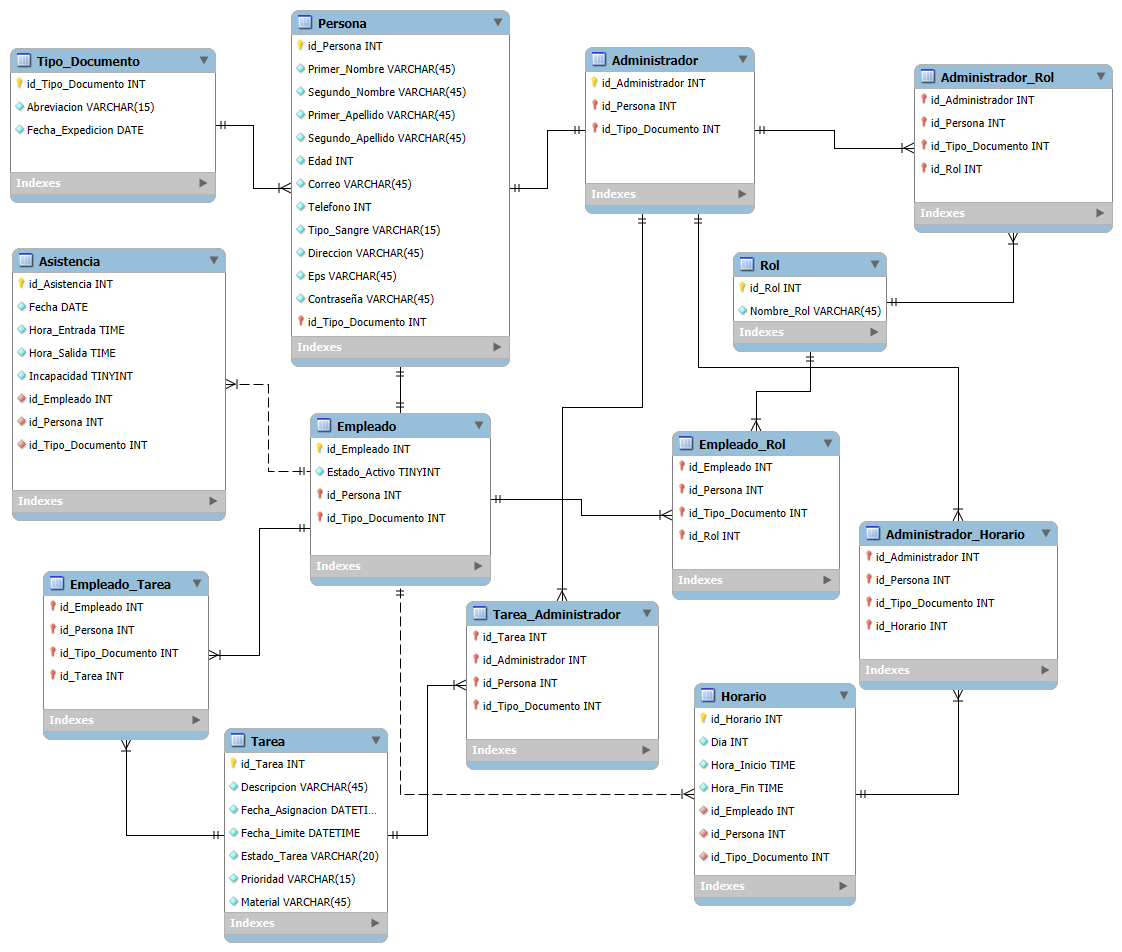 Persona
id_Persona INT
Primer_Nombre VARCHAR(45)
Segundo_Nombre VARCHAR(45)
Primer_Apellido VARCHAR(45)
Segundo_Apellido VARCHAR(45)
Edad INT
Correo VARCHAR(45)
Telefono INT
Tipo_Sangre VARCHAR(15)
Direccion VARCHAR(45)
Eps VARCHAR(45)
Contraseña VARCHAR(45)
id_Tipo_Documento INT
Indexes
Tipo_Documento
id_Tipo_Documento INT
Abreviacion VARCHAR(15)
Fecha_Expedicion DATE
Indexes
Administrador
id_Administrador INT
id_Persona INT
id_Tipo_Documento INT
Indexes
Administrador_Rol
id_Administrador INT
id_Persona INT
id_Tipo_Documento INT
id_Rol INT
Indexes
Asistencia
id_Asistencia INT
Fecha DATE
Hora_Entrada TIME
Hora_Salida TIME
Incapacidad TINYINT
id_Empleado INT
id_Persona INT
id_Tipo_Documento INT
Indexes
Rol
id_Rol INT
Nombre_Rol VARCHAR(45)
Indexes
Empleado
id_Empleado INT
Estado_Activo TINYINT
id_Persona INT
id_Tipo_Documento INT
Indexes
Empleado_Rol
id_Empleado INT
id_Persona INT
id_Tipo_Documento INT
id_Rol INT
Indexes
Administrador_Horario
id_Administrador INT
id_Persona INT
id_Tipo_Documento INT
id_Horario INT
Indexes
Empleado_Tarea
id_Empleado INT
id_Persona INT
id_Tipo_Documento INT
id_Tarea INT
Indexes
Tarea_Administrador
id_Tarea INT
id_Administrador INT
id_Persona INT
id_Tipo_Documento INT
Indexes
Horario
id_Horario INT
Dia INT
Hora_Inicio TIME
Hora_Fin TIME
id_Empleado INT
id_Persona INT
id_Tipo_Documento INT
Indexes
Tarea
id_Tarea INT
Descripcion VARCHAR(45)
Fecha_Asignacion DATETI...
Fecha_Limite DATETIME
Estado_Tarea VARCHAR(20)
Prioridad VARCHAR(15)
Material VARCHAR(45)
Indexes